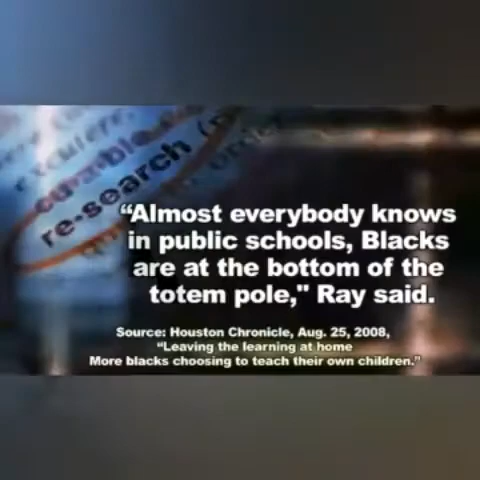 re·search (
"Almost everybody knows
in public schools, Blacks
are at the bottom of the
totem pole," Ray said.
Source: Houston Chronicle, Aug. 25, 2008,
"Leaving the learning at home
More blacks choosing to teach their own children."